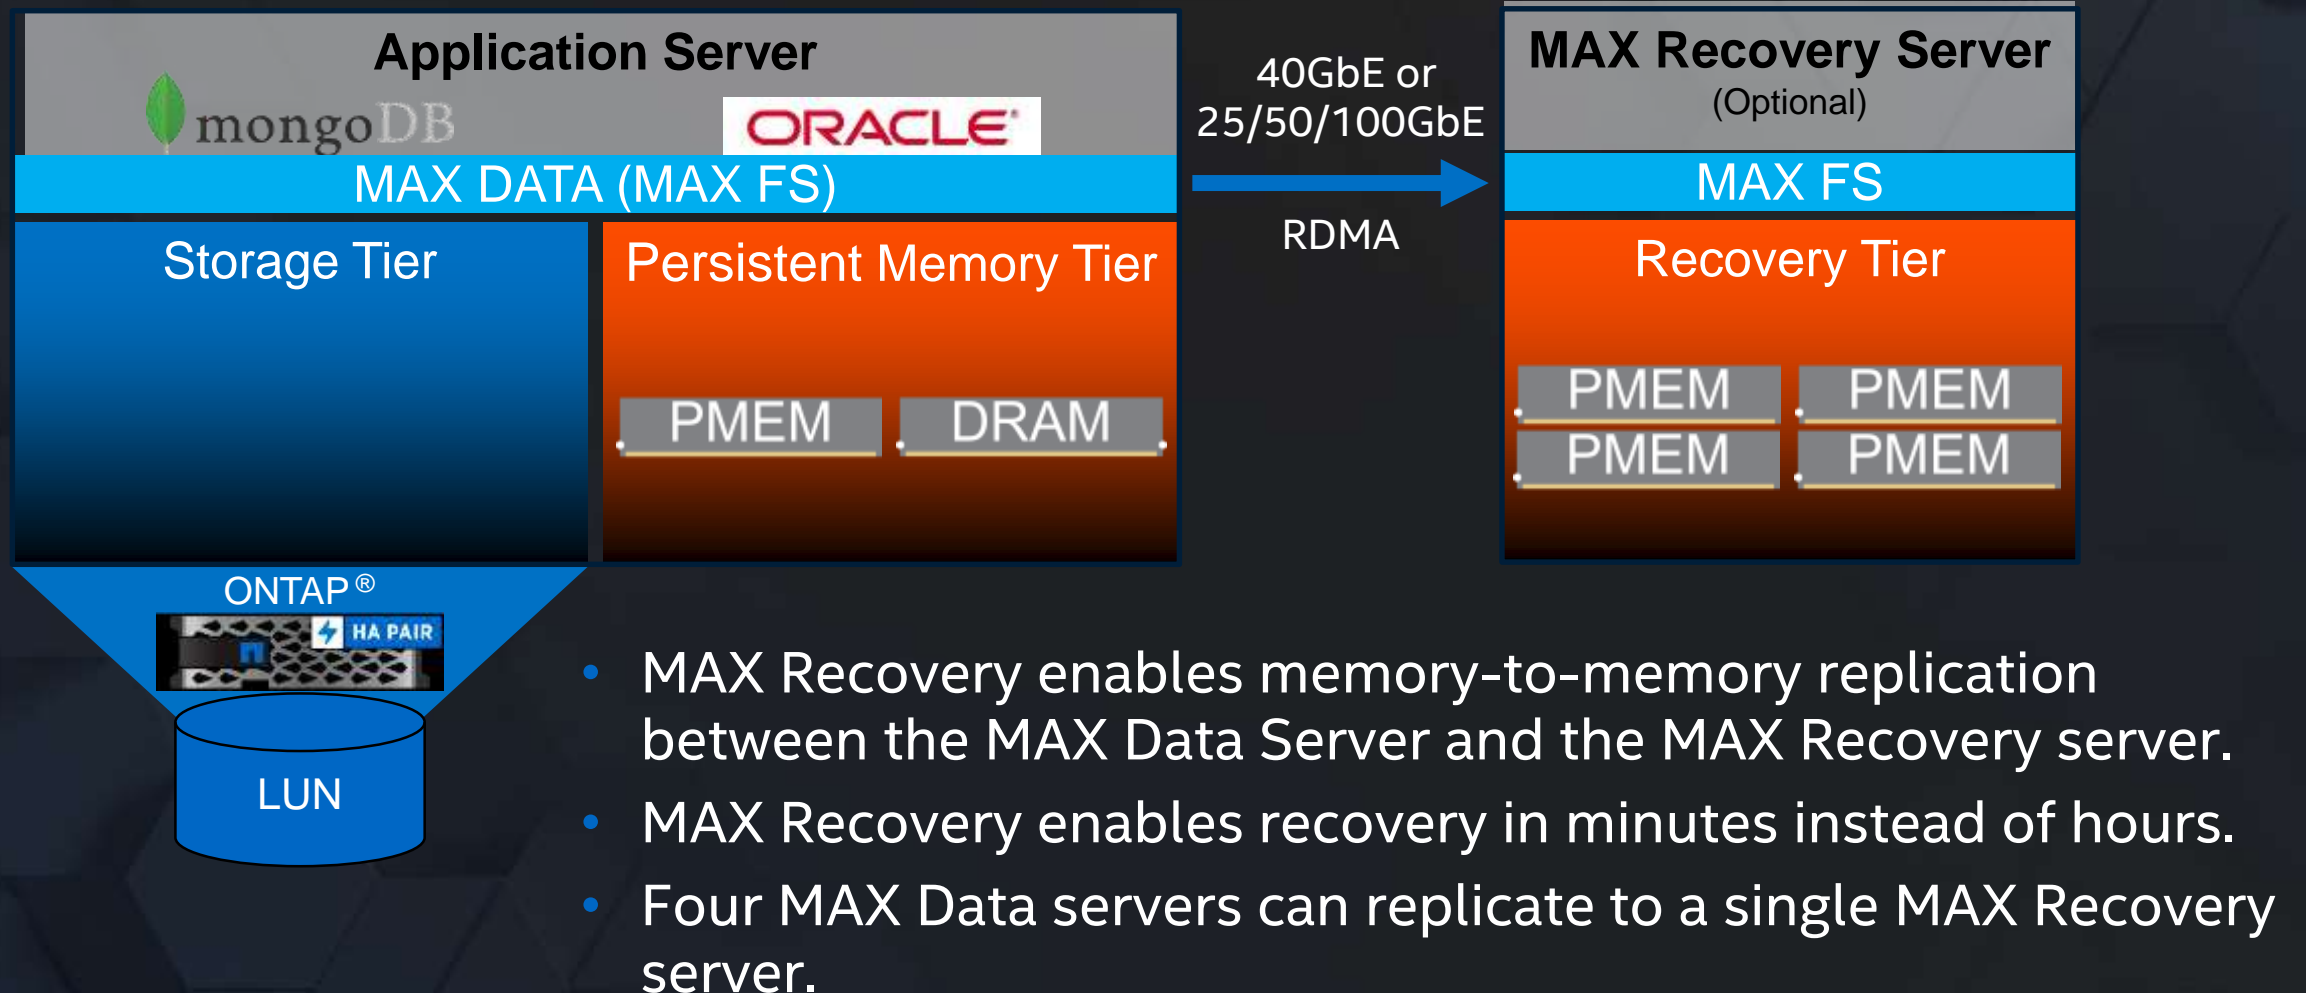 Application Server
mongoDB
ORACLE®
MAX DATA (MAX FS)
Storage Tier
Persistent Memory Tier
PMEM
DRAM
ONTAP®
HA PAIR
LUN
40GbE or
25/50/100GbE
RDMA
MAX Recovery Server
(Optional)
MAX FS
Recovery Tier
PMEM PMEM
PMEM PMEM
• MAX Recovery enables memory-to-memory replication
between the MAX Data Server and the MAX Recovery server.
• MAX Recovery enables recovery in minutes instead of hours.
• Four MAX Data servers can replicate to a single MAX Recovery
server.